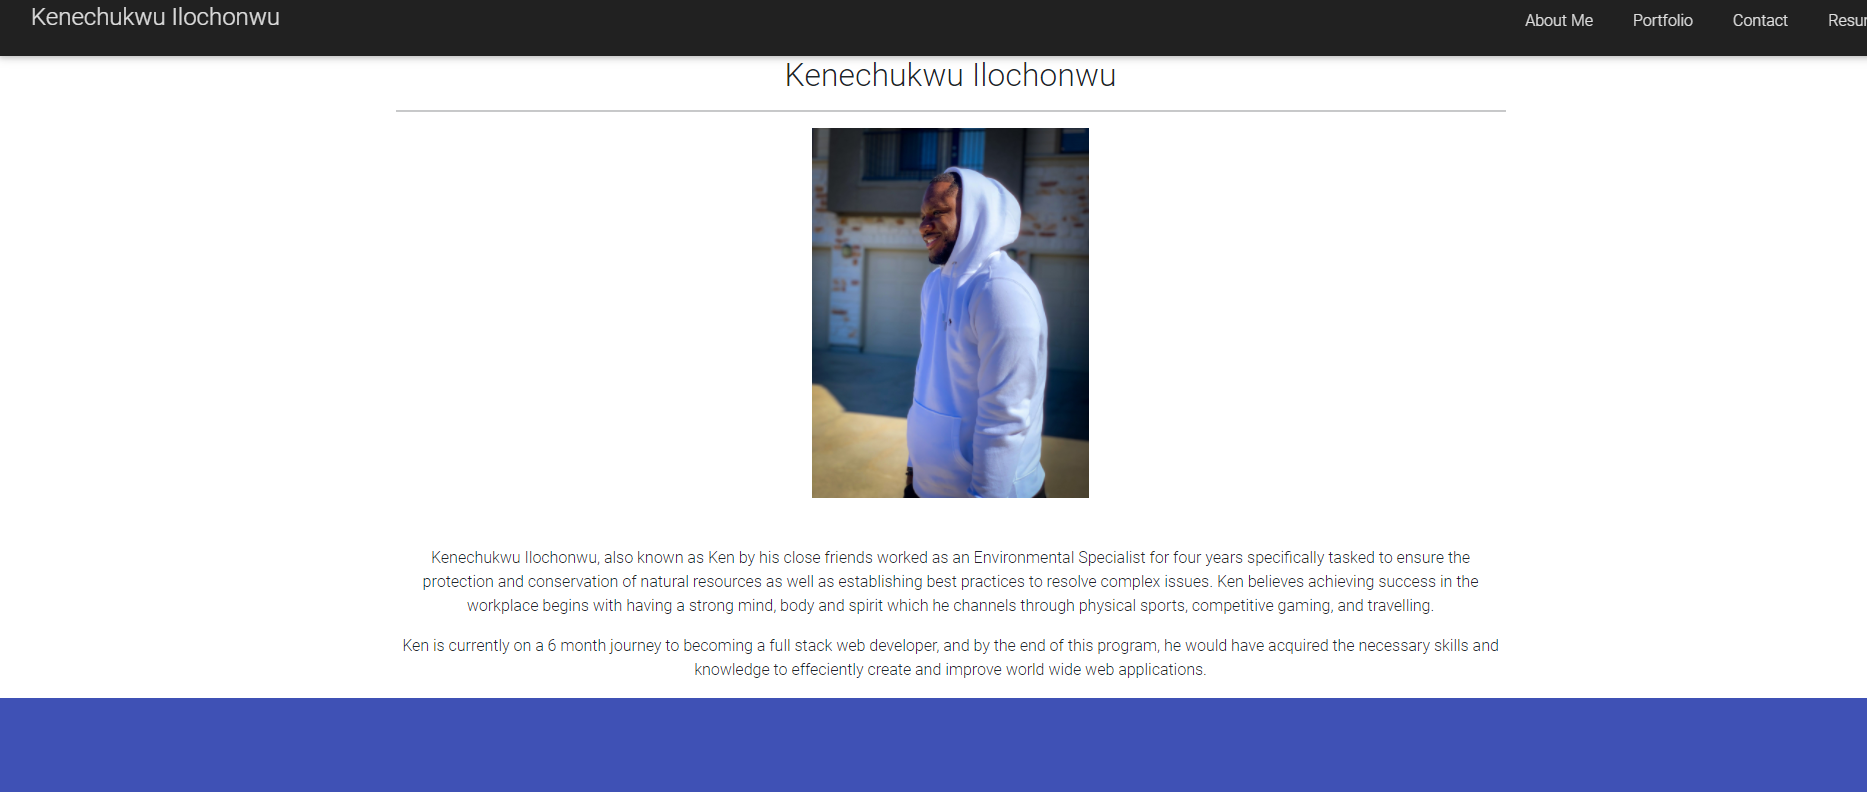 Kenechukwu Ilochonwu
About Me Portfolio Contact Resu
Kenechukwu Ilochonwu
Kenechukwu Ilochonwu, also known as Ken by his close friends worked as an Environmental Specialist for four years specifically tasked to ensure the
protection and conservation of natural resources as well as establishing best practices to resolve complex issues. Ken believes achieving success in the
workplace begins with having a strong mind, body and spirit which he channels through physical sports, competitive gaming, and travelling.
Ken is currently on a 6 month journey to becoming a full stack web developer, and by the end of this program, he would have acquired the necessary skills and
knowledge to effeciently create and improve world wide web applications.